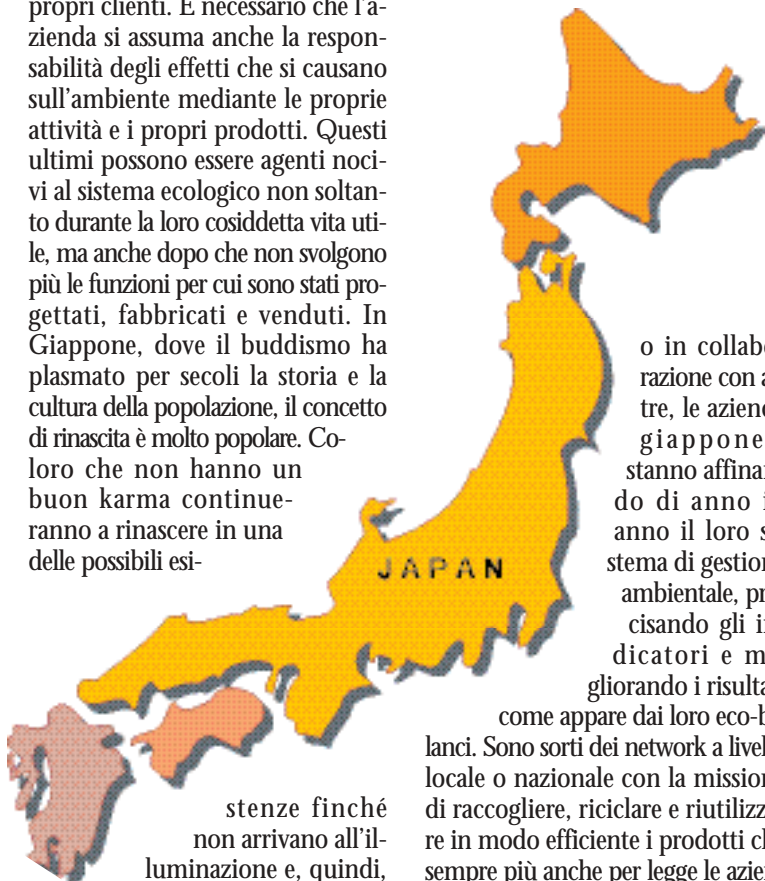 propri clienti. È necessario che l'a-
zienda si assuma anche la respon-
sabilità degli effetti che si causano
sull'ambiente mediante le proprie
attività e i propri prodotti. Questi
ultimi possono essere agenti noci-
vi al sistema ecologico non soltan-
to durante la loro cosiddetta vita uti-
le, ma anche dopo che non svolgono
più le funzioni per cui sono stati pro-
gettati, fabbricati e venduti. In
Giappone, dove il buddismo ha
plasmato per secoli la storia e la
cultura della popolazione, il concetto
di rinascita è molto popolare. Co-
loro che non hanno un
buon karma continue-
ranno a rinascere in una
delle possibili esi-
stenze finché
non arrivano all'il-
luminazione e, quindi,
JAPAN
o in collabo
razione con a
tre, le azien
giappone
stanno affinan
do di anno i
anno il loro s
stema di gestion
ambientale, pr
cisando gli in
dicatori e m
gliorando i risulta
come appare dai loro eco-b
lanci. Sono sorti dei network a livel
locale o nazionale con la mission
di raccogliere, riciclare e riutilizz
re in modo efficiente i prodotti c
sempre più anche per legge le azien